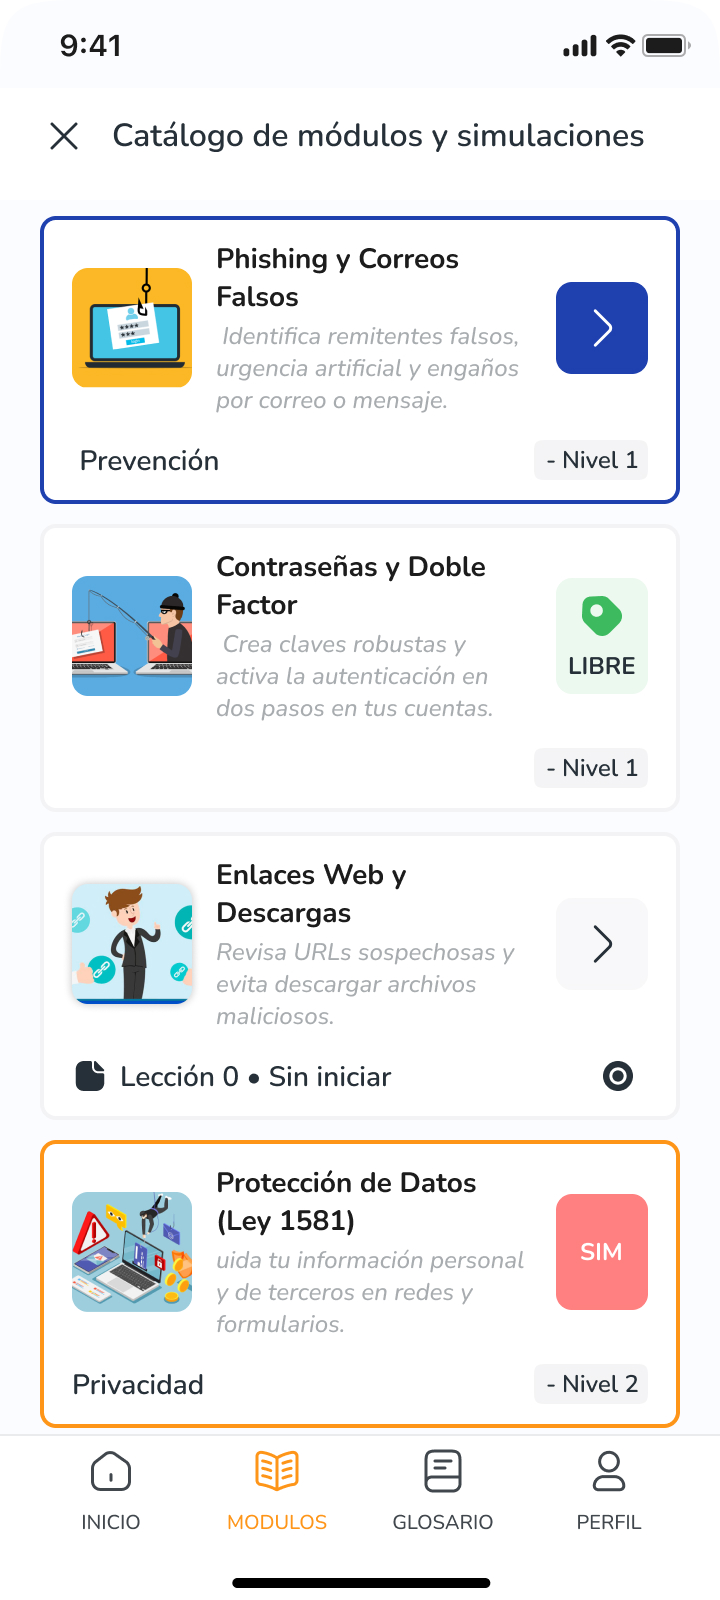 9:41
Catálogo de módulos y simulaciones
Phishing y Correos
Falsos
Identifica remitentes falsos,
urgencia artificial y engaños
por correo o mensaje.
Prevención
- Nivel 1
Contraseñas y Doble
Factor
Crea claves robustas y
activa la autenticación en
dos pasos en tus cuentas.
LIBRE
- Nivel 1
Enlaces Web y
Descargas
Revisa URLs sospechosas y
evita descargar archivos
maliciosos.
Lección 0 • Sin iniciar
Protección de Datos
(Ley 1581)
uida tu información personal
y de terceros en redes y
formularios.
SIM
Privacidad
- Nivel 2
INICIO
MODULOS
GLOSARIO
PERFIL